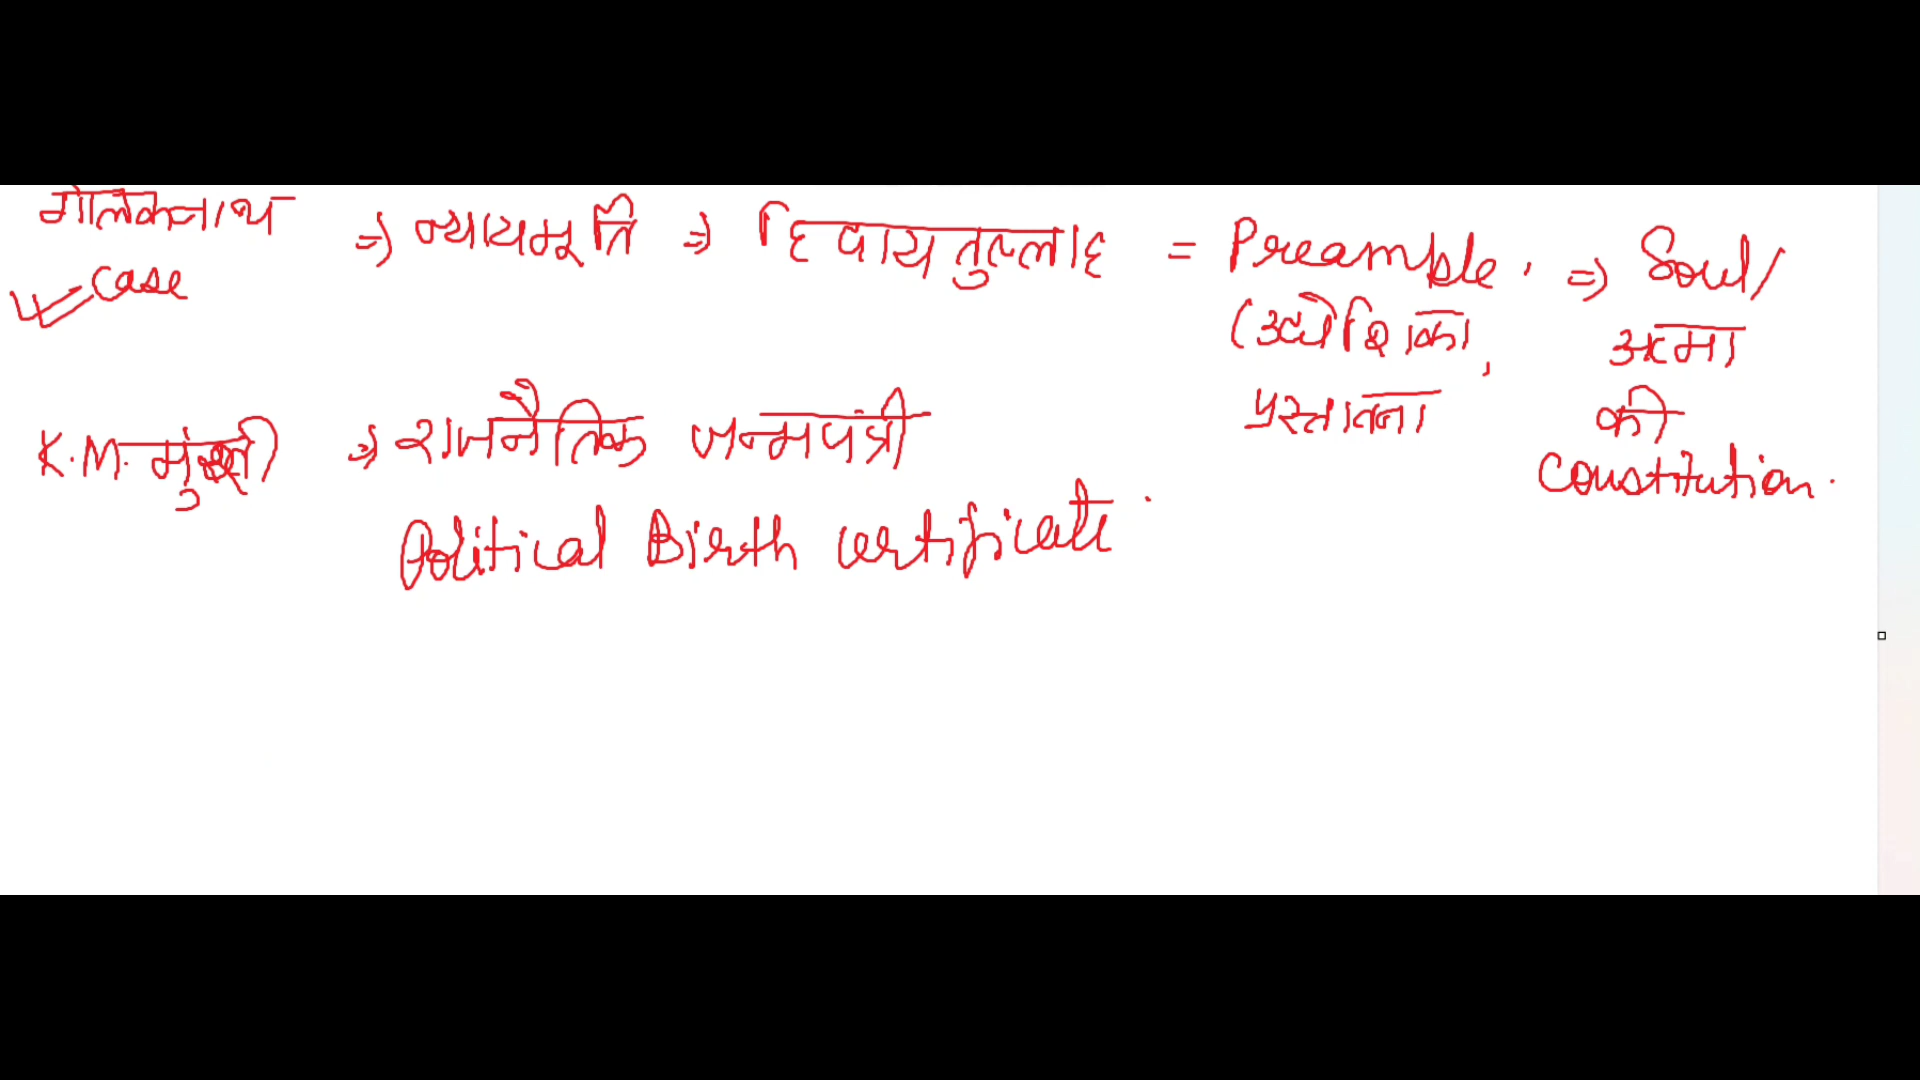 गोलकनाथ => न्यायमूर्ति => हिदायतुल्लाह = Preamble, => Soul/
case (उद्देशिका, आत्मा
प्रस्तावना की
K.M. मुंशी => राजनैतिक जन्मपत्री constitution.
Political Birth certificate.